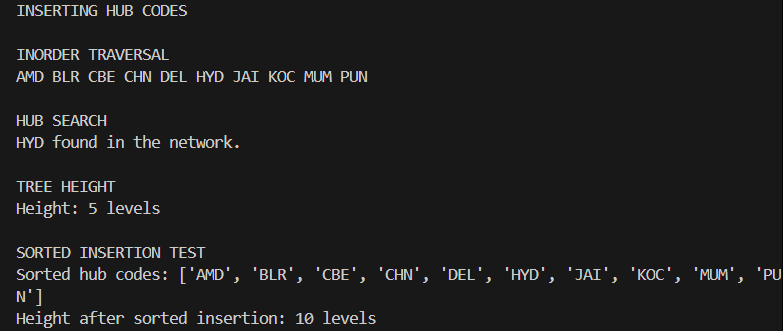 INSERTING HUB CODES
INORDER TRAVERSAL
AMD BLR CBE CHN DEL HYD JAI KOC MUM PUN
HUB SEARCH
HYD found in the network.
TREE HEIGHT
Height: 5 levels
SORTED INSERTION TEST
Sorted hub codes: ['AMD', 'BLR', 'CBE', 'CHN', 'DEL', 'HYD', 'JAI', 'KOC', 'MUM', 'PU
N']
Height after sorted insertion: 10 levels